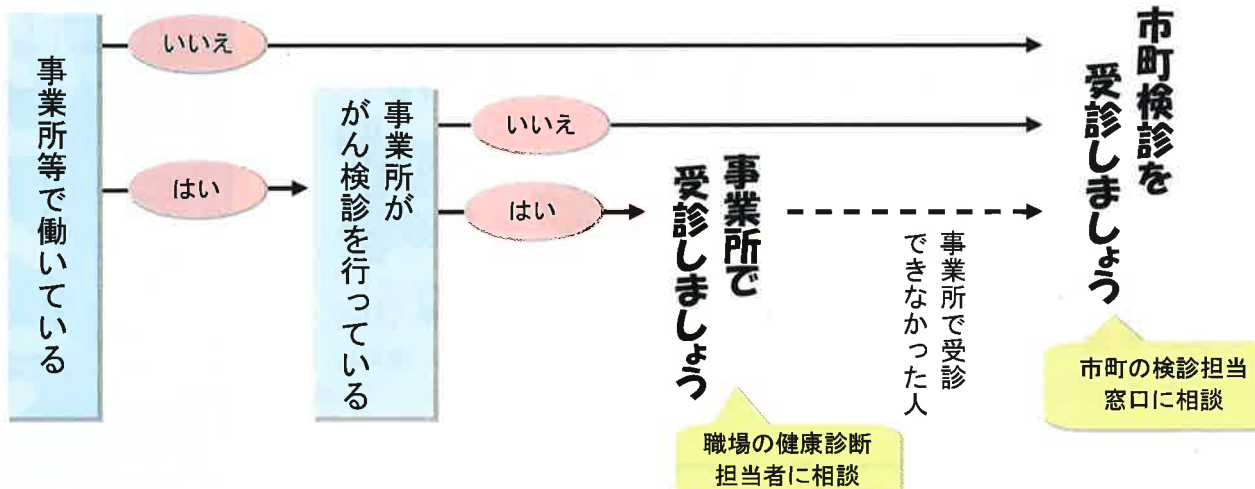 事業所等で働いている
いいえ
はい
事業所が
がん検診を行っている
いいえ
はい
事業所で
受診しましょう
職場の健康診断
担当者に相談
事業所で受診
できなかった人
市町検診を
受診しましょう
市町の検診担当
窓口に相談